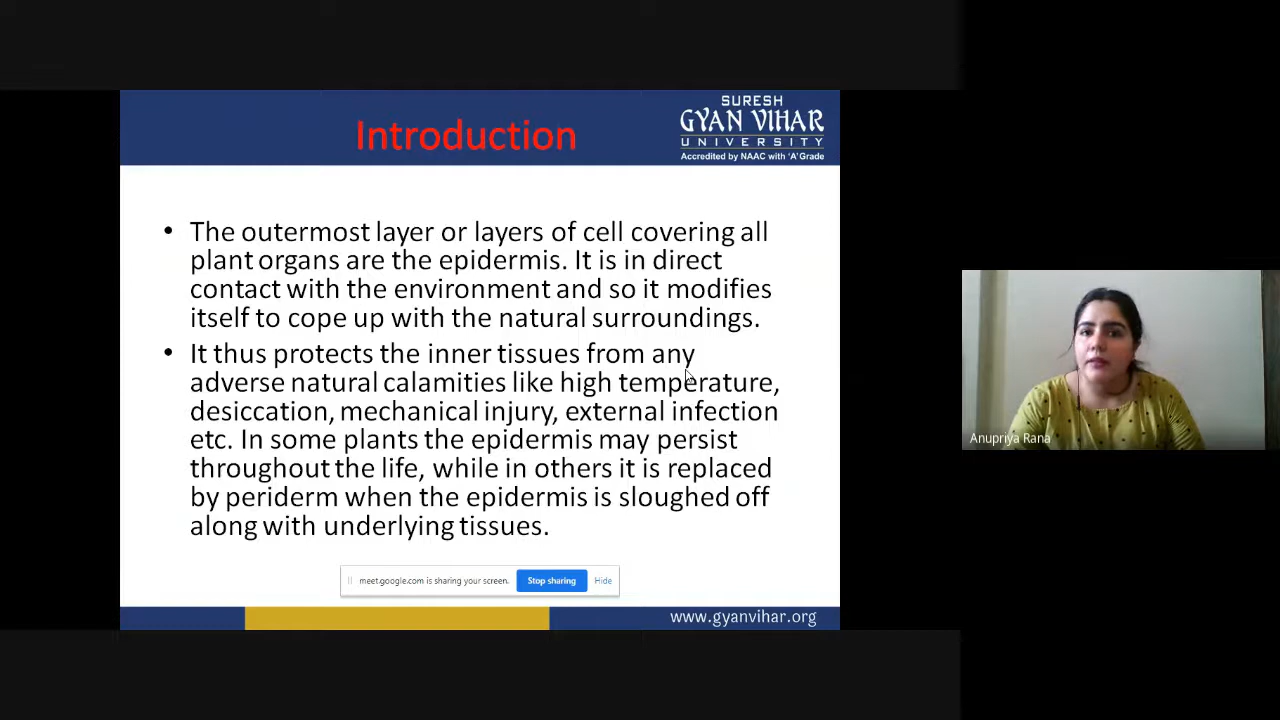 Introduction
SURESH
GYAN VIHAR
UNIVERSITY
Accredited by NAAC with 'A' Grade
• The outermost layer or layers of cell covering all
plant organs are the epidermis. It is in direct
contact with the environment and so it modifies
itself to cope up with the natural surroundings.
• It thus protects the inner tissues from any
adverse natural calamities like high temperature,
desiccation, mechanical injury, external infection
etc. In some plants the epidermis may persist
throughout the life, while in others it is replaced
by periderm when the epidermis is sloughed off
along with underlying tissues.
meet.google.com is sharing your screen. Stop sharing Hide
www.gyanvihar.org
Anupriya Rana